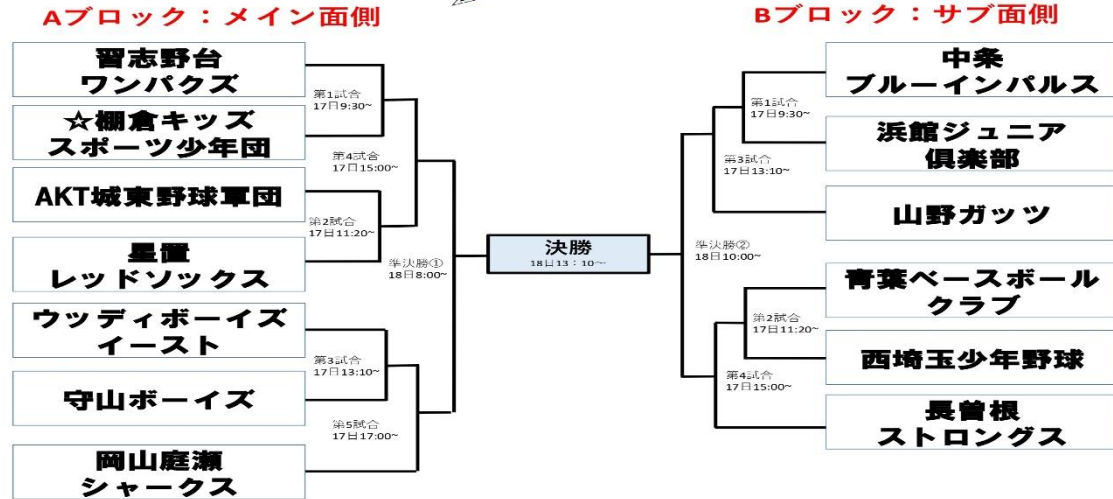 Aブロック：メイン面側
習志野台
ワンパクズ
☆棚倉キッズ
スポーツ少年団
AKT城東野球軍団
星置
レッドソックス
ウッディボーイズ
イースト
守山ボーイズ
岡山庭瀬
シャークス
第1試合
17日9:30~
第4試合
17日15:00~
第2試合
17日11:20~
準決勝①
18日8:00~
第3試合
17日13:10~
第5試合
17日17:00~
決勝
18日13：10～
Bブロック：サブ面側
第1試合
17日9:30~
第3試合
17日13:10~
準決勝②
18日10:00~
第2試合
17日11:20~
第4試合
17日15:00~
中条
ブルーインパルス
浜館ジュニア
倶楽部
山野ガッツ
青葉ベースボール
クラブ
西埼玉少年野球
長曽根
ストロングス